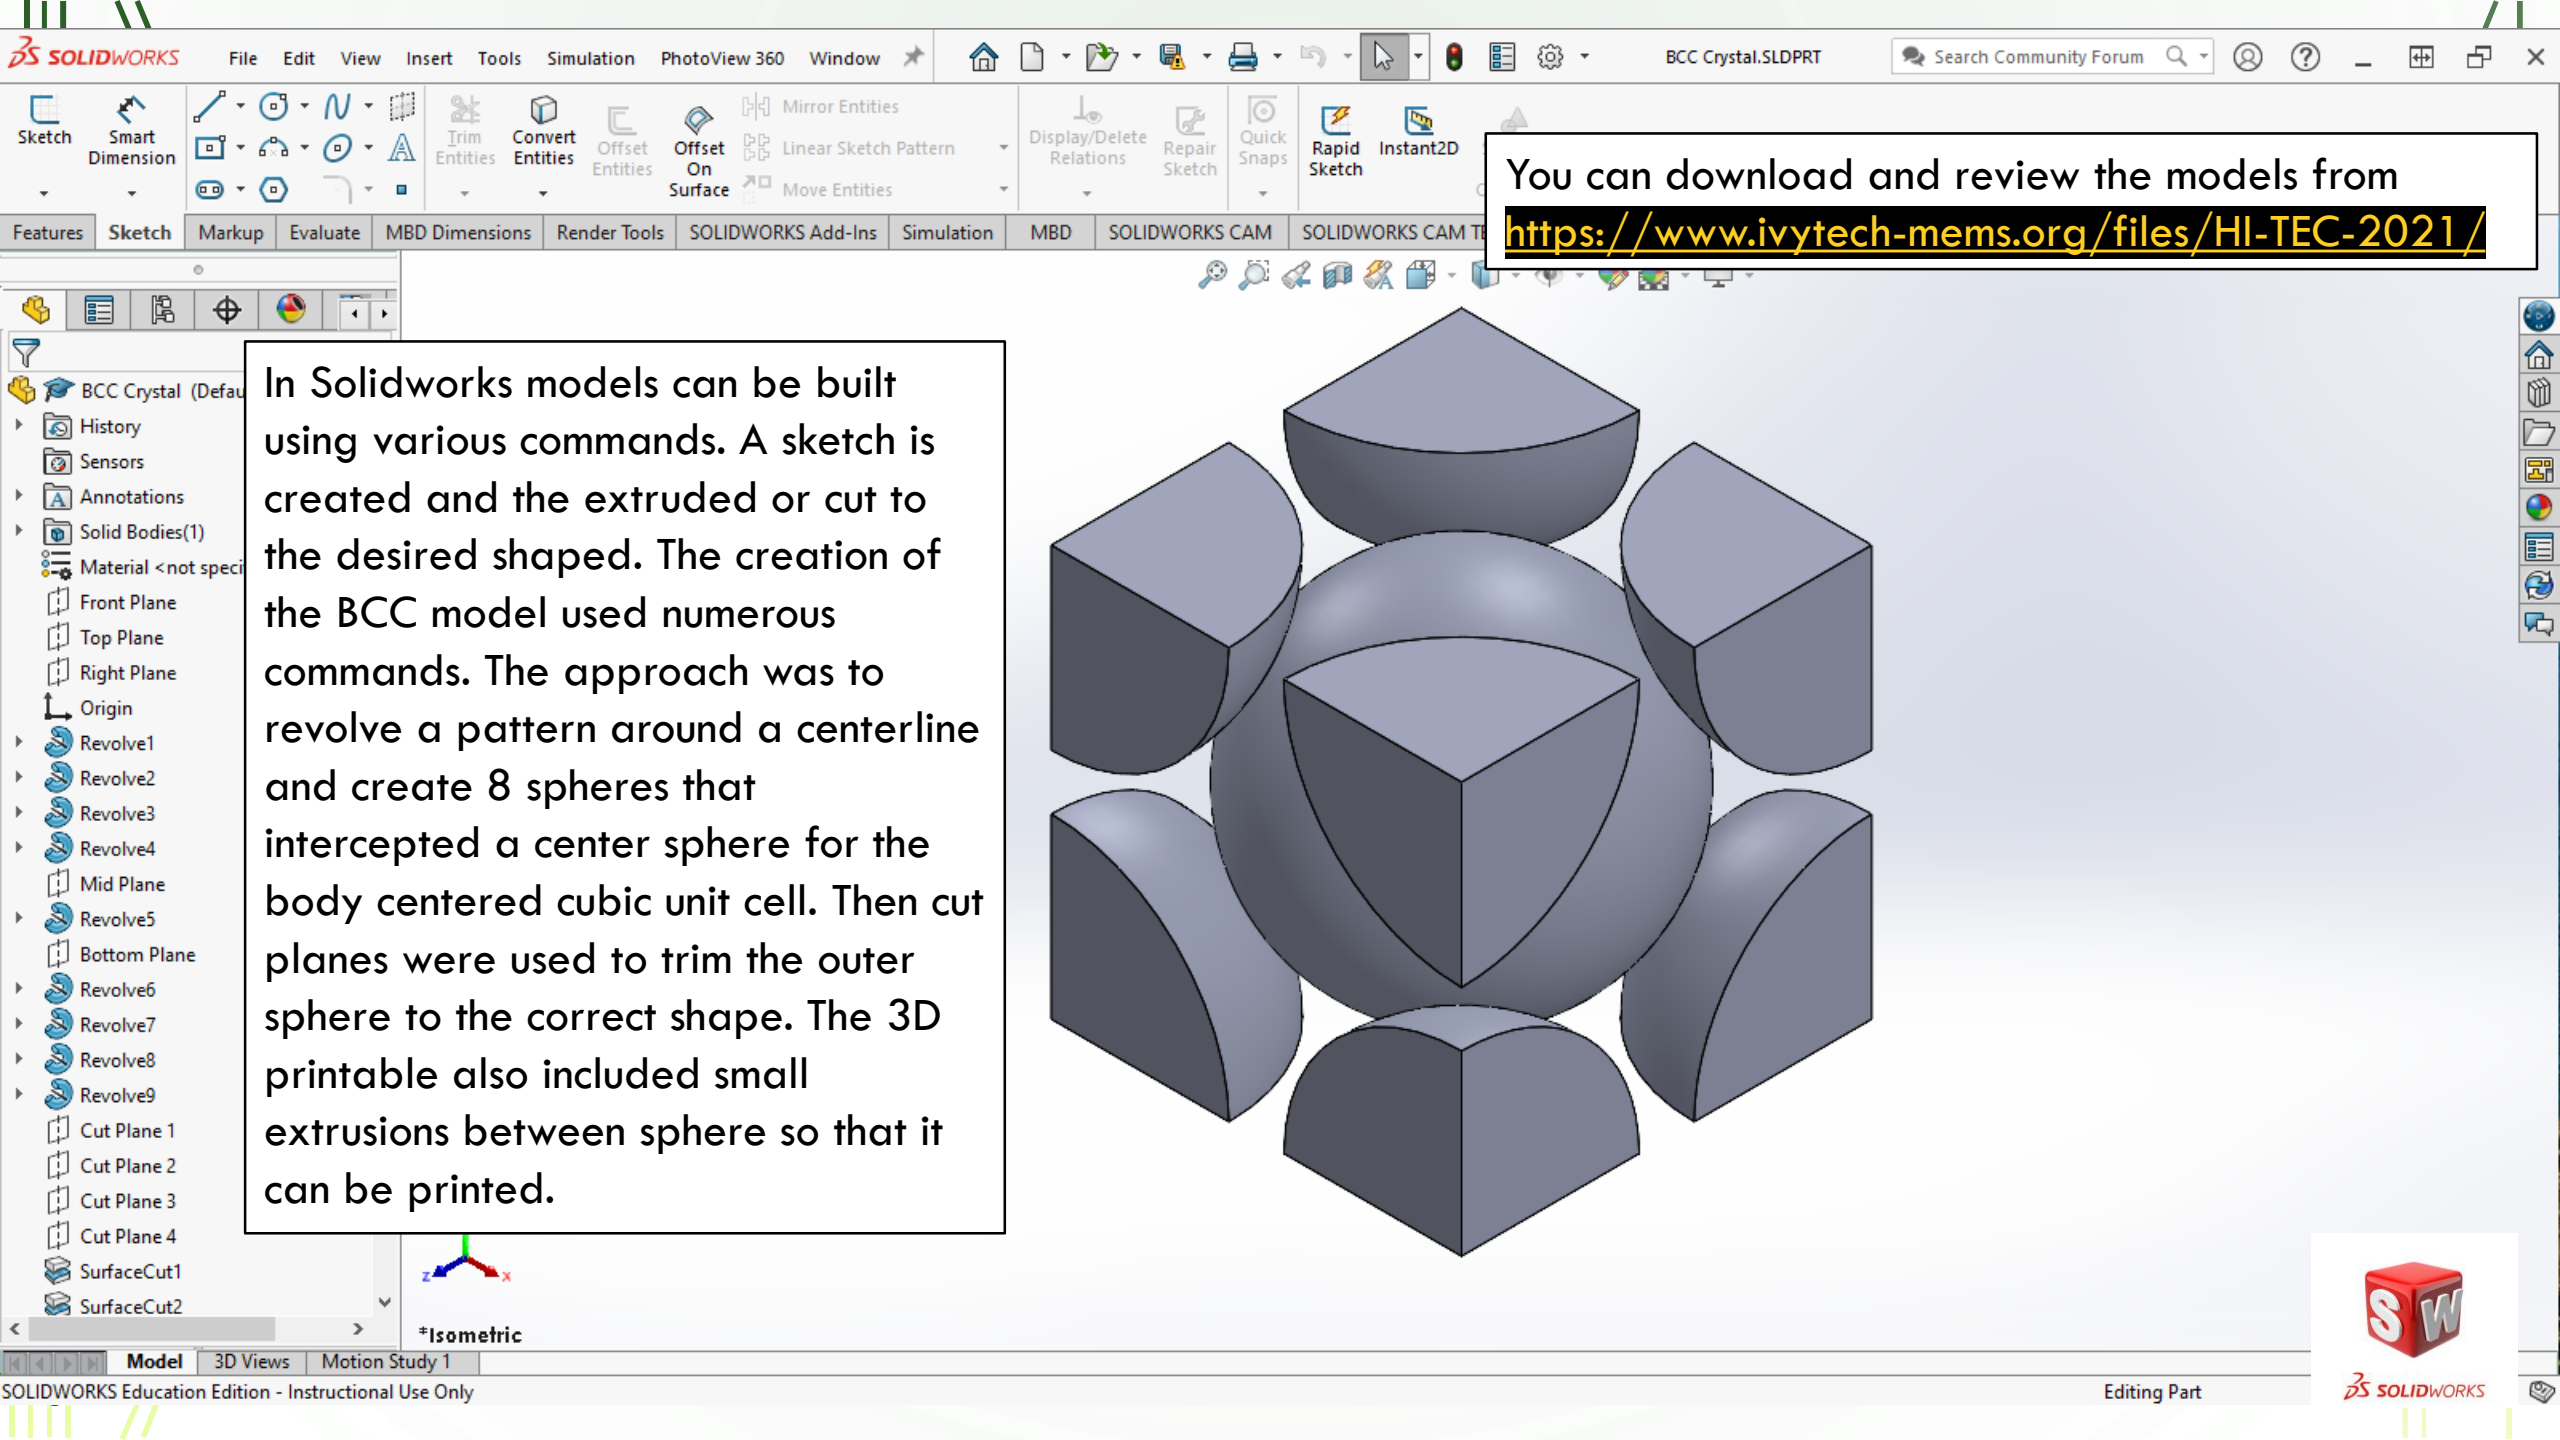 SOLIDWORKS File Edit View Insert Tools Simulation PhotoView 360 Window BCC Crystal.SLDPRT Search Community Forum
Sketch Smart Dimension Trim Entities Convert Entities Offset Entities Offset On Surface Mirror Entities Linear Sketch Pattern Move Entities Display/Delete Relations Repair Sketch Quick Snaps Rapid Sketch Instant2D
You can download and review the models from
https://www.ivytech-mems.org/files/HI-TEC-2021/
Features Sketch Markup Evaluate MBD Dimensions Render Tools SOLIDWORKS Add-Ins Simulation MBD SOLIDWORKS CAM SOLIDWORKS CAM
BCC Crystal (Defau
History
Sensors
Annotations
Solid Bodies(1)
Material <not speci
Front Plane
Top Plane
Right Plane
Origin
Revolve1
Revolve2
Revolve3
Revolve4
Mid Plane
Revolve5
Bottom Plane
Revolve6
Revolve7
Revolve8
Revolve9
Cut Plane 1
Cut Plane 2
Cut Plane 3
Cut Plane 4
SurfaceCut1
SurfaceCut2
In Solidworks models can be built
using various commands. A sketch is
created and the extruded or cut to
the desired shaped. The creation of
the BCC model used numerous
commands. The approach was to
revolve a pattern around a centerline
and create 8 spheres that
intercepted a center sphere for the
body centered cubic unit cell. Then cut
planes were used to trim the outer
sphere to the correct shape. The 3D
printable also included small
extrusions between sphere so that it
can be printed.
z x
*Isometric
Model 3D Views Motion Study 1
SOLIDWORKS Education Edition - Instructional Use Only
Editing Part
SW
SOLIDWORKS